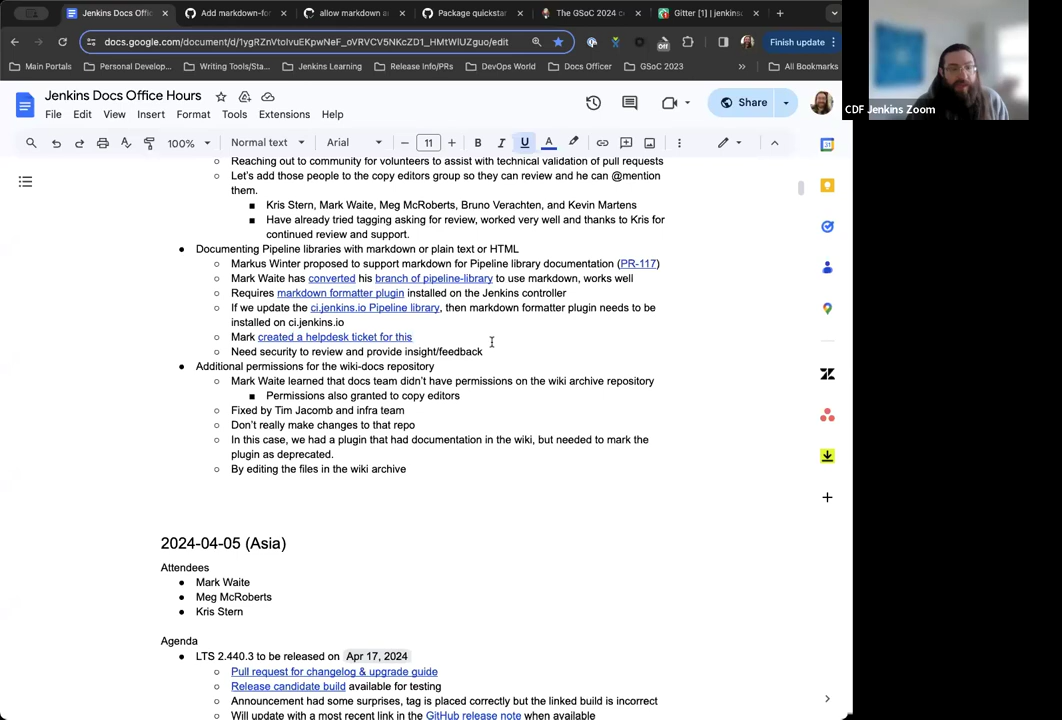 Jenkins Docs Office Hours
Add markdown-for
allow markdown a
Package quickstar
The GSoC 2024 c
Gitter [1] | jenkins
docs.google.com/document/d/1ygRZnVtoIvuEKpwNeF_oVRVCV5NKcZD1_HMtWlUZguo/edit
Off
Finish update
Main Portals
Personal Develop...
Writing Tools/Sta...
Jenkins Learning
Release Info/PRs
DevOps World
Docs Officer
GSoC 2023
»
All Bookmarks
CDF Jenkins Zoom
Jenkins Docs Office Hours
File Edit View Insert Format Tools Extensions Help
Share
100%
Normal text
Arial
11
B I U A
Reaching out to community for volunteers to assist with technical validation of pull requests
Let's add those people to the copy editors group so they can review and he can @mention
them.
Kris Stern, Mark Waite, Meg McRoberts, Bruno Verachten, and Kevin Martens
Have already tried tagging asking for review, worked very well and thanks to Kris for
continued review and support.
Documenting Pipeline libraries with markdown or plain text or HTML
Markus Winter proposed to support markdown for Pipeline library documentation (PR-117)
Mark Waite has converted his branch of pipeline-library to use markdown, works well
Requires markdown formatter plugin installed on the Jenkins controller
If we update the ci.jenkins.io Pipeline library, then markdown formatter plugin needs to be
installed on ci.jenkins.io
Mark created a helpdesk ticket for this
Need security to review and provide insight/feedback
Additional permissions for the wiki-docs repository
Mark Waite learned that docs team didn't have permissions on the wiki archive repository
Permissions also granted to copy editors
Fixed by Tim Jacomb and infra team
Don't really make changes to that repo
In this case, we had a plugin that had documentation in the wiki, but needed to mark the
plugin as deprecated.
By editing the files in the wiki archive
2024-04-05 (Asia)
Attendees
Mark Waite
Meg McRoberts
Kris Stern
Agenda
LTS 2.440.3 to be released on Apr 17, 2024
Pull request for changelog & upgrade guide
Release candidate build available for testing
Announcement had some surprises, tag is placed correctly but the linked build is incorrect
Will update with a most recent link in the GitHub release note when available